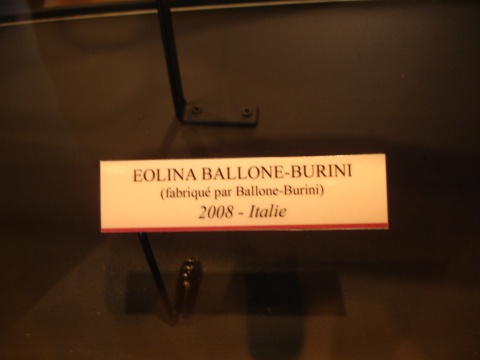 EOLINA BALLONE-BURINI
(fabriqué par Ballone-Burini)
2008 - Italie